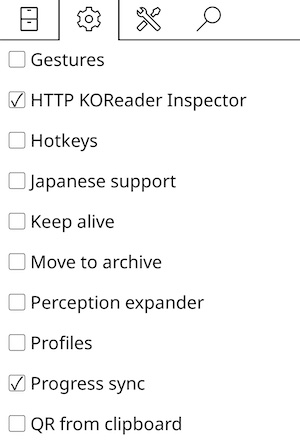 Gestures
HTTP KOReader Inspector
Hotkeys
Japanese support
Keep alive
Move to archive
Perception expander
Profiles
Progress sync
QR from clipboard